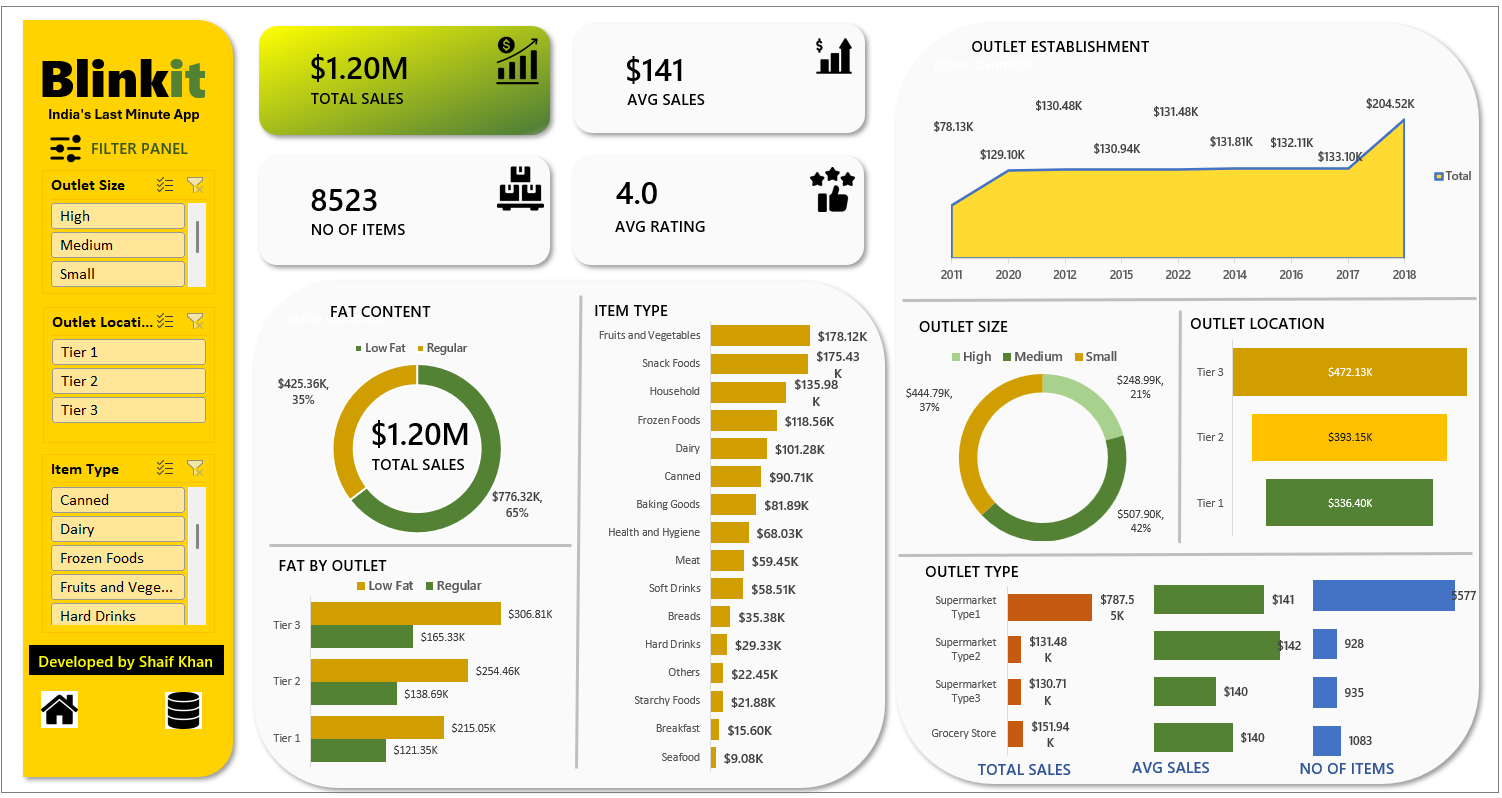 Blinkit
India's Last Minute App
FILTER PANEL
Outlet Size
High
Medium
Small
Outlet Locati...
Tier 1
Tier 2
Tier 3
Item Type
Canned
Dairy
Frozen Foods
Fruits and Vege...
Hard Drinks
Developed by Shaif Khan
$1.20M
TOTAL SALES
$141
AVG SALES
8523
NO OF ITEMS
4.0
AVG RATING
FAT CONTENT
Low Fat Regular
$425.36K,
35%
$1.20M
TOTAL SALES
$776.32K,
65%
FAT BY OUTLET
Low Fat Regular
Tier 3 $306.81K
$165.33K
Tier 2 $254.46K
$138.69K
Tier 1 $215.05K
$121.35K
ITEM TYPE
Fruits and Vegetables $178.12K
Snack Foods $175.43
K
Household $135.98
K
Frozen Foods $118.56K
Dairy $101.28K
Canned $90.71K
Baking Goods $81.89K
Health and Hygiene $68.03K
Meat $59.45K
Soft Drinks $58.51K
Breads $35.38K
Hard Drinks $29.33K
Others $22.45K
Starchy Foods $21.88K
Breakfast $15.60K
Seafood $9.08K
OUTLET ESTABLISHMENT
$78.13K
$129.10K
$130.48K
$130.94K
$131.48K
$131.81K
$132.11K
$133.10K
$204.52K
Total
2011 2020 2012 2015 2022 2014 2016 2017 2018
OUTLET SIZE
High Medium Small
$444.79K,
37%
$248.99K,
21%
$507.90K,
42%
OUTLET LOCATION
Tier 3 $472.13K
Tier 2 $393.15K
Tier 1 $336.40K
OUTLET TYPE
Supermarket
Type1
$787.5
5K
$141
5577
Supermarket
Type2
$131.48
K
$142
928
Supermarket
Type3
$130.71
K
$140
935
Grocery Store
$151.94
K
$140
1083
TOTAL SALES
AVG SALES
NO OF ITEMS